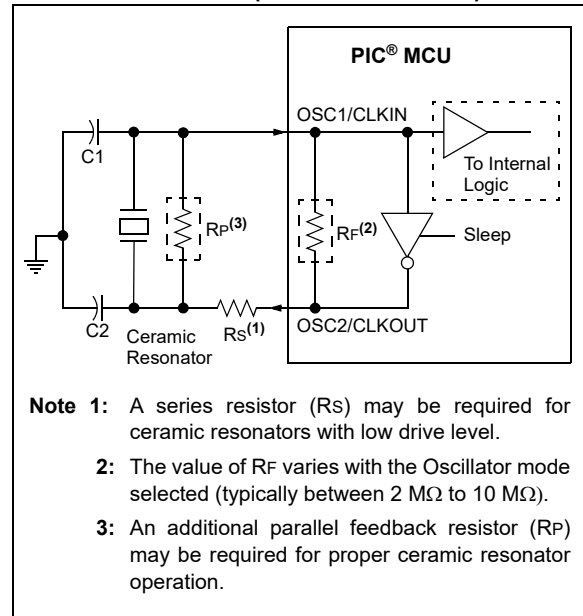 PIC® MCU
OSC1/CLKIN
C1
To Internal
Logic
RP(3)
RF(2)
Sleep
C2
Ceramic
Resonator
RS(1)
OSC2/CLKOUT
Note 1: A series resistor (RS) may be required for
ceramic resonators with low drive level.
2: The value of RF varies with the Oscillator mode
selected (typically between 2 MΩ to 10 MΩ).
3: An additional parallel feedback resistor (RP)
may be required for proper ceramic resonator
operation.